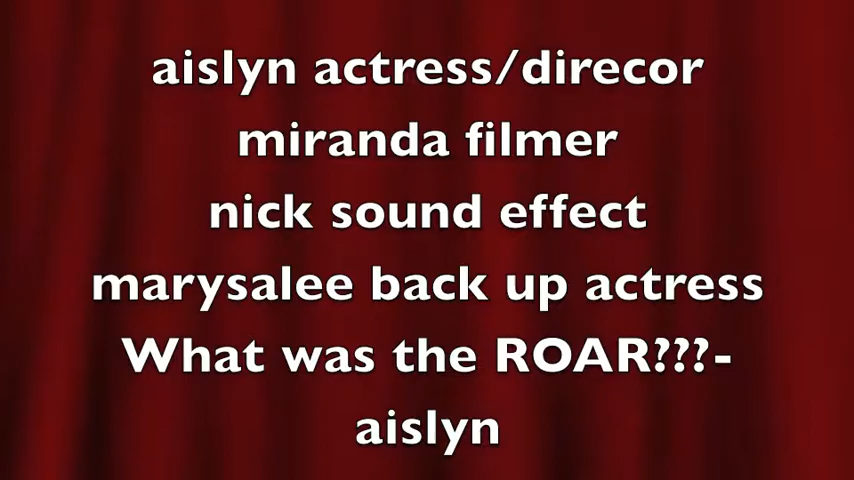 aislyn actress/direcor
miranda filmer
nick sound effect
marysalee back up actress
What was the ROAR???-
aislyn